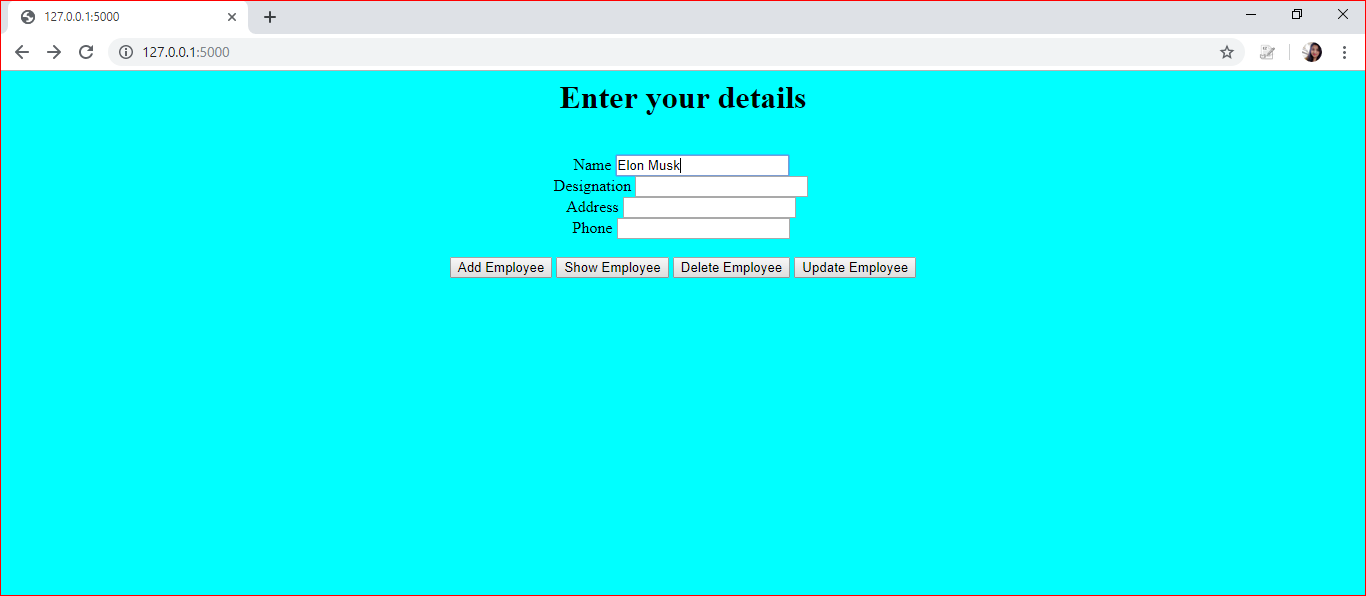 127.0.0.1:5000
127.0.0.1:5000
Enter your details
Name Elon Musk
Designation
Address
Phone
Add Employee Show Employee Delete Employee Update Employee